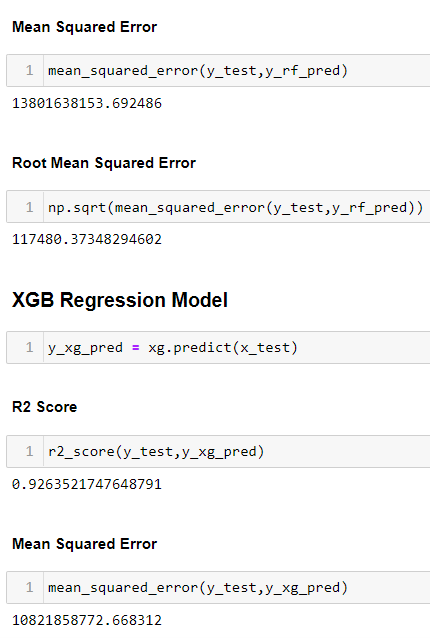 Mean Squared Error
1 mean_squared_error(y_test,y_rf_pred)
13801638153.692486
Root Mean Squared Error
1 np.sqrt(mean_squared_error(y_test,y_rf_pred))
117480.37348294602
XGB Regression Model
1 y_xg_pred = xg.predict(x_test)
R2 Score
1 r2_score(y_test,y_xg_pred)
0.9263521747648791
Mean Squared Error
1 mean_squared_error(y_test,y_xg_pred)
10821858772.668312